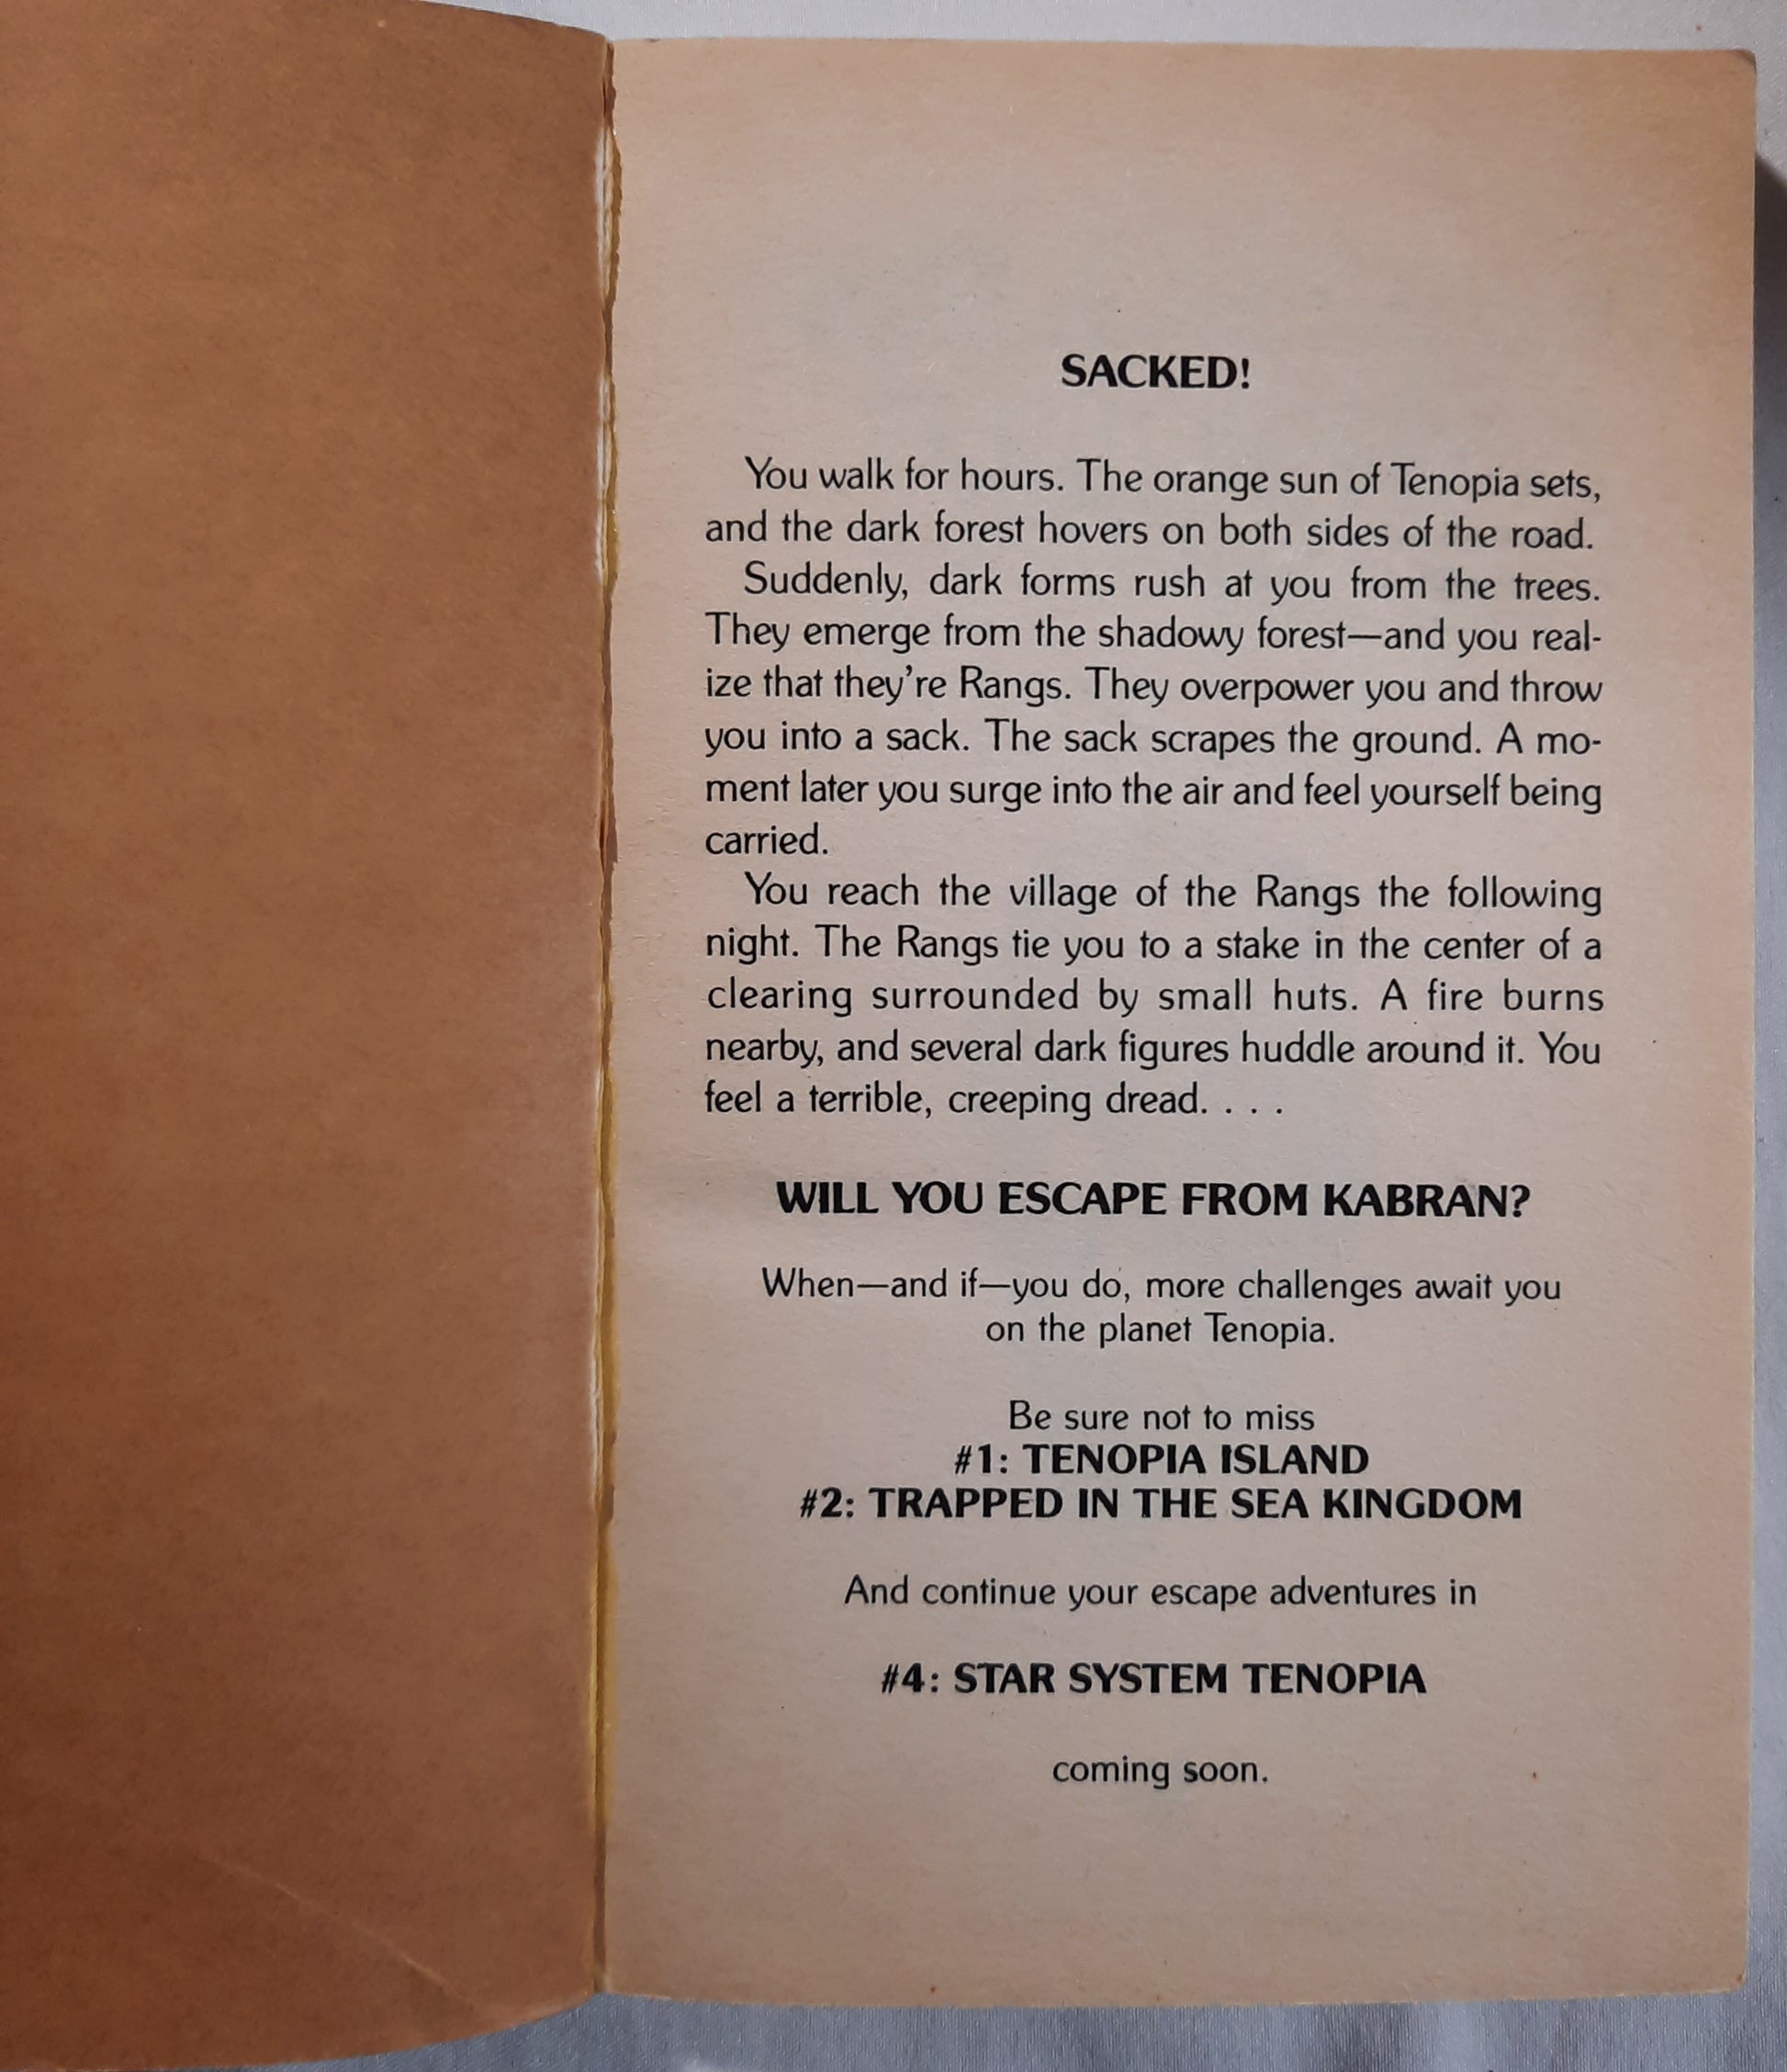 SACKED!
You walk for hours. The orange sun of Tenopia sets,
and the dark forest hovers on both sides of the road.
Suddenly, dark forms rush at you from the trees.
They emerge from the shadowy forest—and you real-
ize that they're Rangs. They overpower you and throw
you into a sack. The sack scrapes the ground. A mo-
ment later you surge into the air and feel yourself being
carried.
You reach the village of the Rangs the following
night. The Rangs tie you to a stake in the center of a
clearing surrounded by small huts. A fire burns
nearby, and several dark figures huddle around it. You
feel a terrible, creeping dread. . . .
WILL YOU ESCAPE FROM KABRAN?
When—and if—you do, more challenges await you
on the planet Tenopia.
Be sure not to miss
#1: TENOPIA ISLAND
#2: TRAPPED IN THE SEA KINGDOM
And continue your escape adventures in
#4: STAR SYSTEM TENOPIA
coming soon.